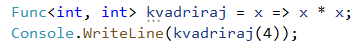 Func<int, int> kvadriraj = x => x * x;
Console.WriteLine(kvadriraj(4));